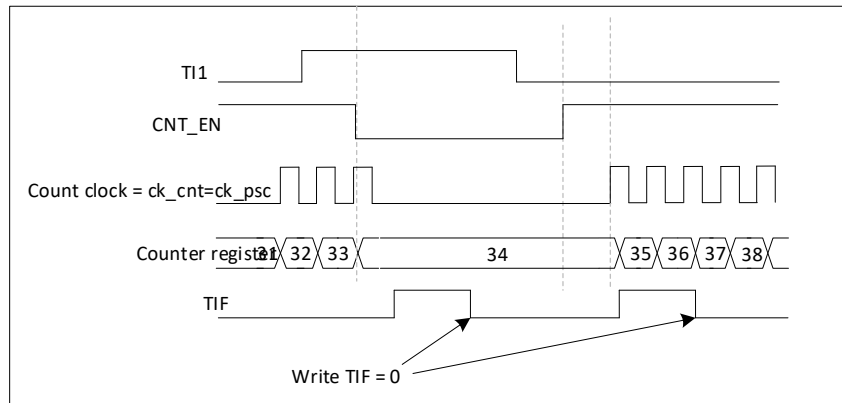 TI1
CNT_EN
Count clock = ck_cnt=ck_psc
Counter register 31 32 33 34 35 36 37 38
TIF
Write TIF = 0